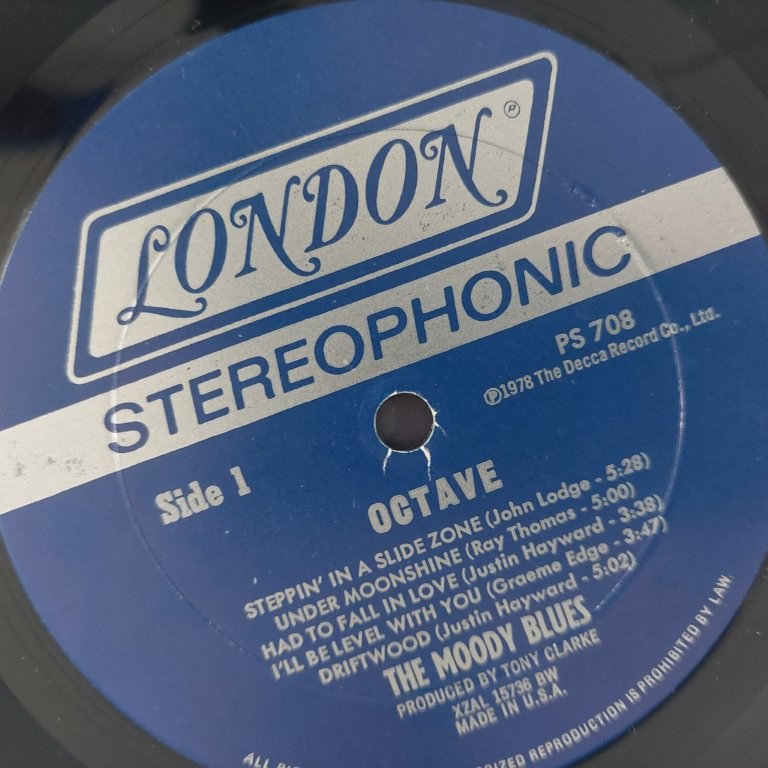 LONDON ®
STEREOPHONIC
PS 708
℗1978 The Decca Record Co., Ltd.
Side 1
OCTAVE
STEPPIN' IN A SLIDE ZONE (John Lodge - 5:28)
UNDER MOONSHINE (Ray Thomas - 5:00)
HAD TO FALL IN LOVE (Justin Hayward - 3:38)
I'LL BE LEVEL WITH YOU (Graeme Edge - 3:47)
DRIFTWOOD (Justin Hayward - 5:02)
THE MOODY BLUES
PRODUCED BY TONY CLARKE
XZAL 15736 BW
MADE IN U.S.A.
ALL REPRODUCTION IS PROHIBITED BY LAW.